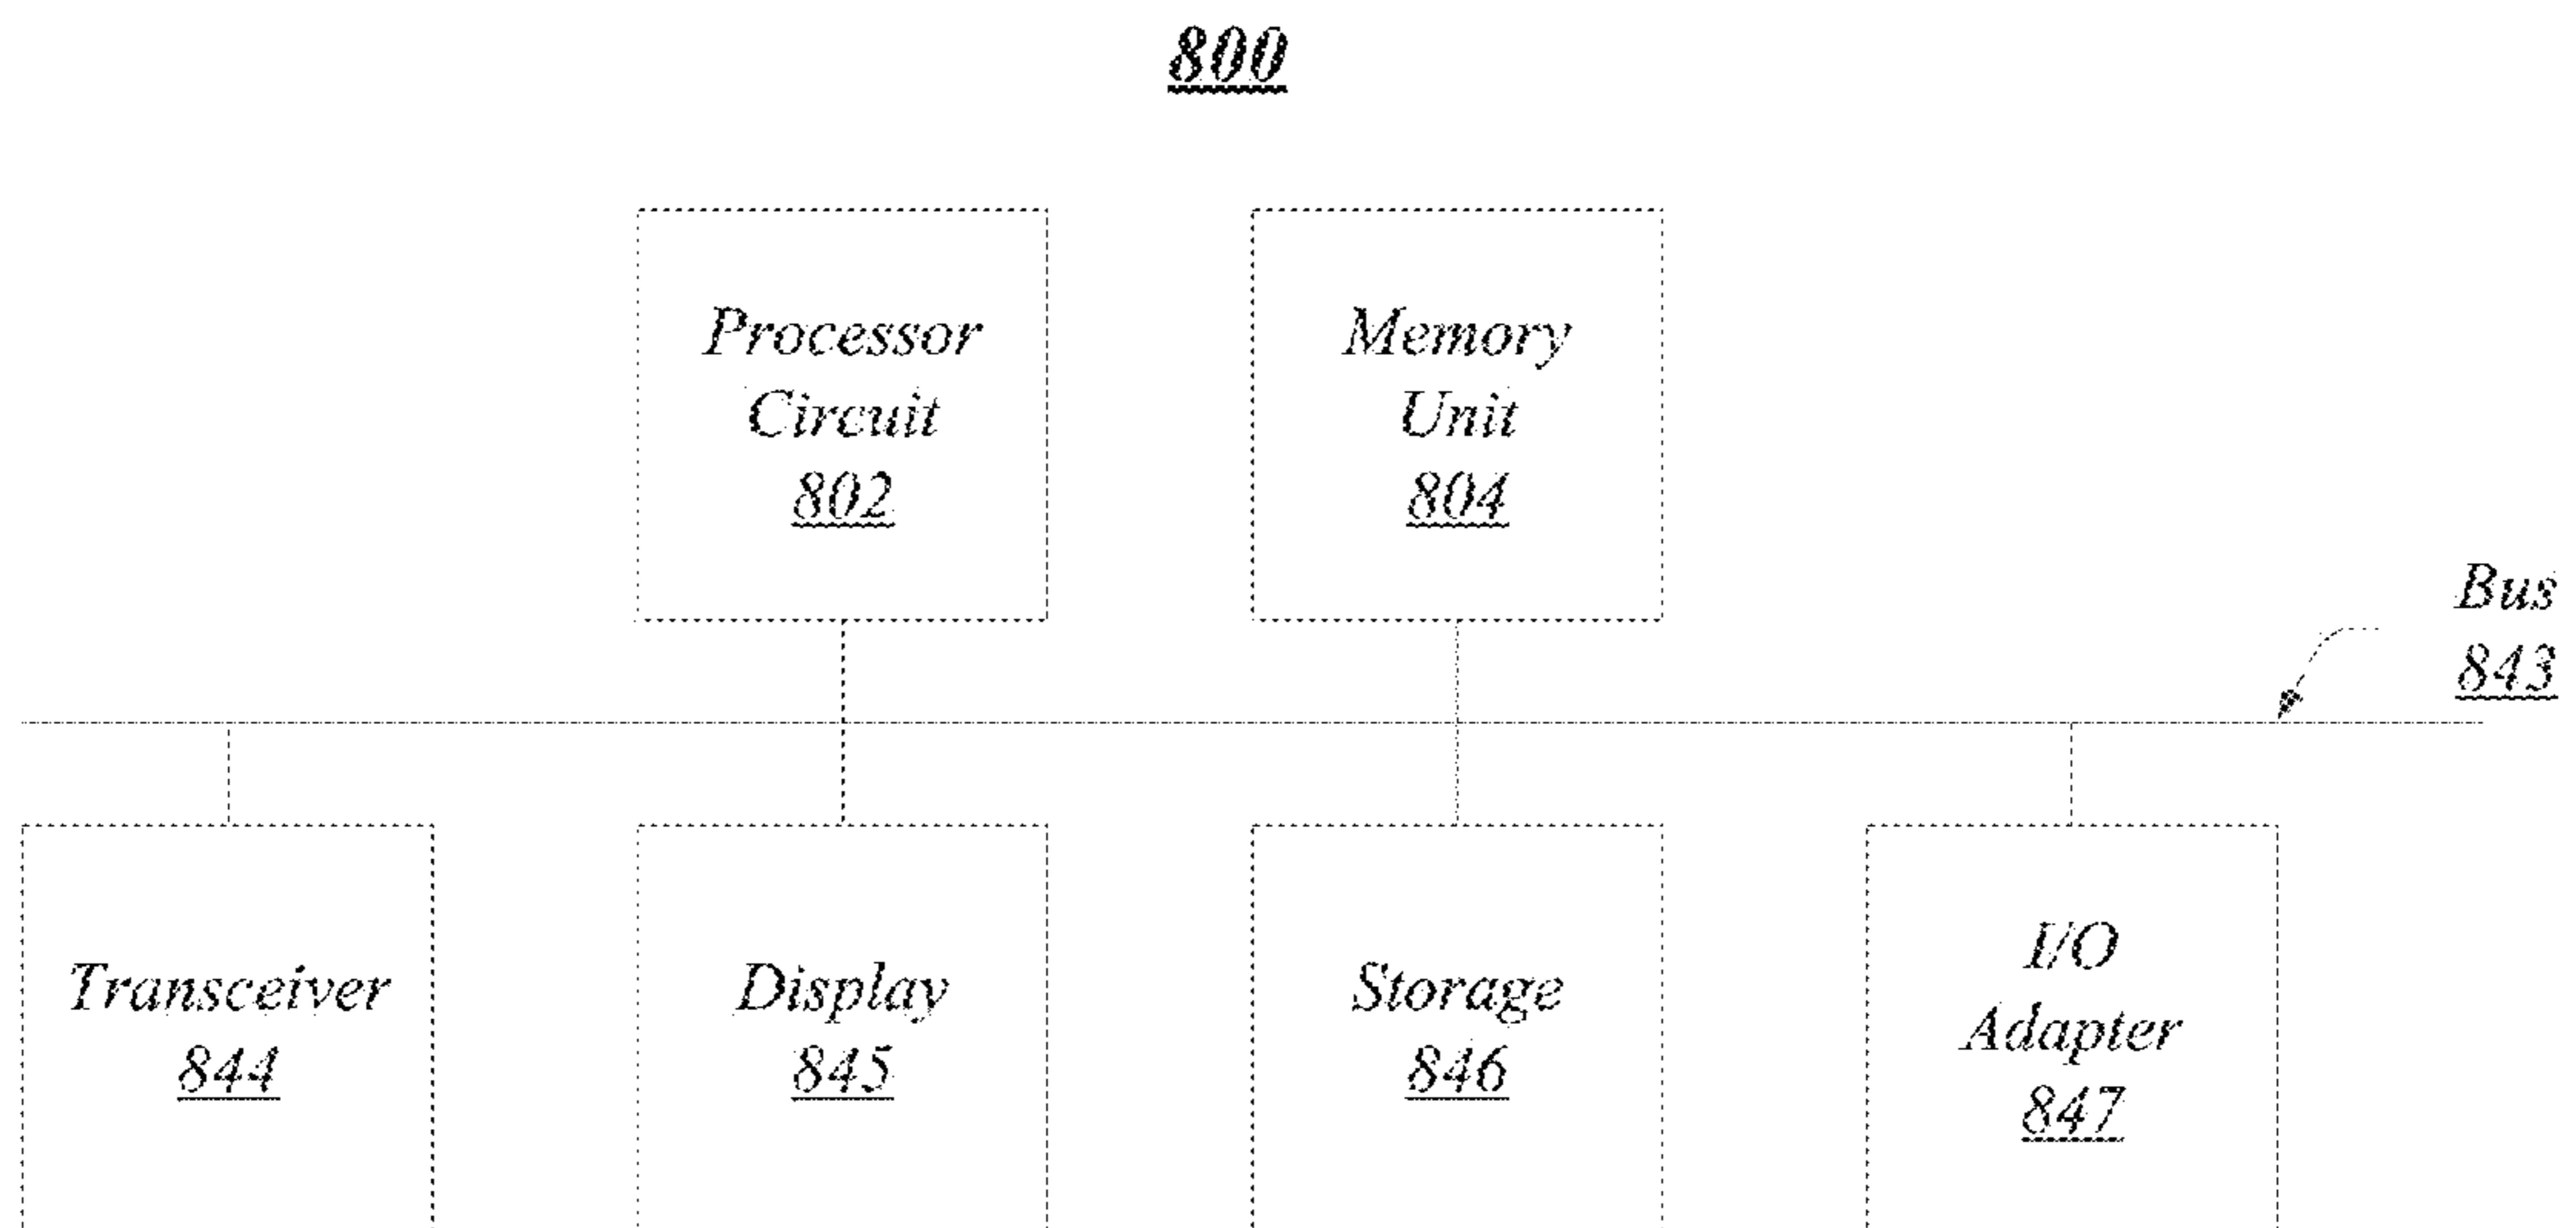 800
Processor
Circuit
802
Memory
Unit
804
Bus
843
Transceiver
844
Display
845
Storage
846
I/O
Adapter
847